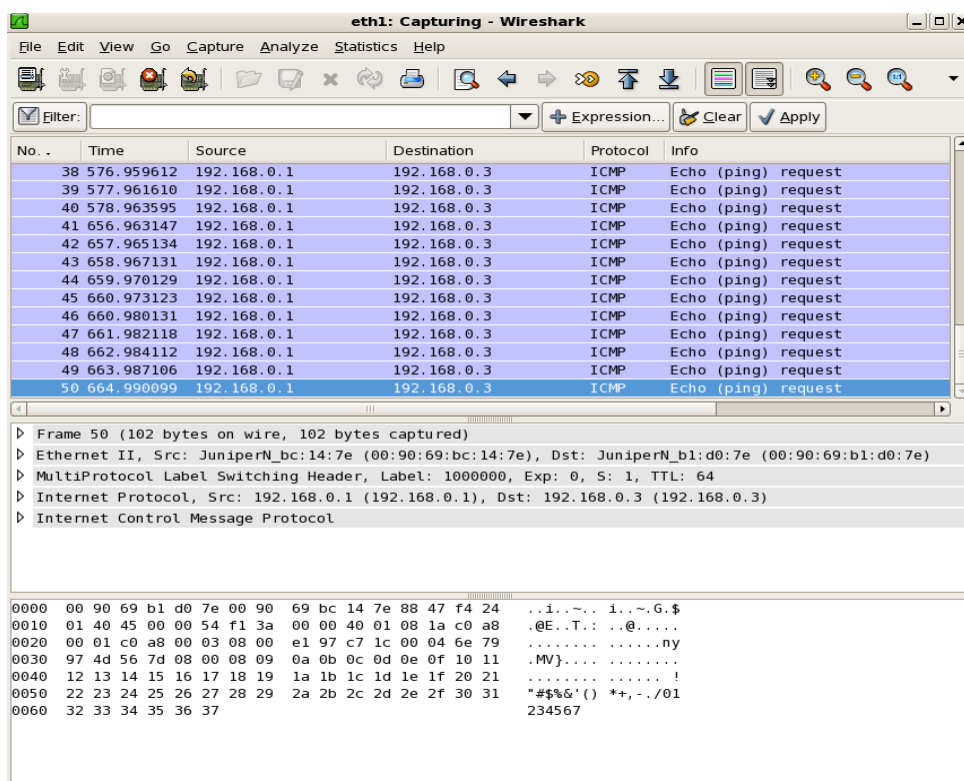 eth1: Capturing - Wireshark
File Edit View Go Capture Analyze Statistics Help
Filter: Expression... Clear Apply
No. . Time Source Destination Protocol Info
38 576.959612 192.168.0.1 192.168.0.3 ICMP Echo (ping) request
39 577.961610 192.168.0.1 192.168.0.3 ICMP Echo (ping) request
40 578.963595 192.168.0.1 192.168.0.3 ICMP Echo (ping) request
41 656.963147 192.168.0.1 192.168.0.3 ICMP Echo (ping) request
42 657.965134 192.168.0.1 192.168.0.3 ICMP Echo (ping) request
43 658.967131 192.168.0.1 192.168.0.3 ICMP Echo (ping) request
44 659.970129 192.168.0.1 192.168.0.3 ICMP Echo (ping) request
45 660.973123 192.168.0.1 192.168.0.3 ICMP Echo (ping) request
46 660.980131 192.168.0.1 192.168.0.3 ICMP Echo (ping) request
47 661.982118 192.168.0.1 192.168.0.3 ICMP Echo (ping) request
48 662.984112 192.168.0.1 192.168.0.3 ICMP Echo (ping) request
49 663.987106 192.168.0.1 192.168.0.3 ICMP Echo (ping) request
50 664.990099 192.168.0.1 192.168.0.3 ICMP Echo (ping) request
Frame 50 (102 bytes on wire, 102 bytes captured)
Ethernet II, Src: JuniperN_bc:14:7e (00:90:69:bc:14:7e), Dst: JuniperN_b1:d0:7e (00:90:69:b1:d0:7e)
MultiProtocol Label Switching Header, Label: 1000000, Exp: 0, S: 1, TTL: 64
Internet Protocol, Src: 192.168.0.1 (192.168.0.1), Dst: 192.168.0.3 (192.168.0.3)
Internet Control Message Protocol
0000 00 90 69 b1 d0 7e 00 90 69 bc 14 7e 88 47 f4 24 ..i..~.. i..~.G.$
0010 01 40 45 00 00 54 f1 3a 00 00 40 01 08 1a c0 a8 .@E..T.: ..@.....
0020 00 01 c0 a8 00 03 08 00 e1 97 c7 1c 00 04 6e 79 ........ ......ny
0030 97 4d 56 7d 08 00 08 09 0a 0b 0c 0d 0e 0f 10 11 .MV}.... ........
0040 12 13 14 15 16 17 18 19 1a 1b 1c 1d 1e 1f 20 21 ........ ...... !
0050 22 23 24 25 26 27 28 29 2a 2b 2c 2d 2e 2f 30 31 "#$%&'() *+,-./01
0060 32 33 34 35 36 37 234567